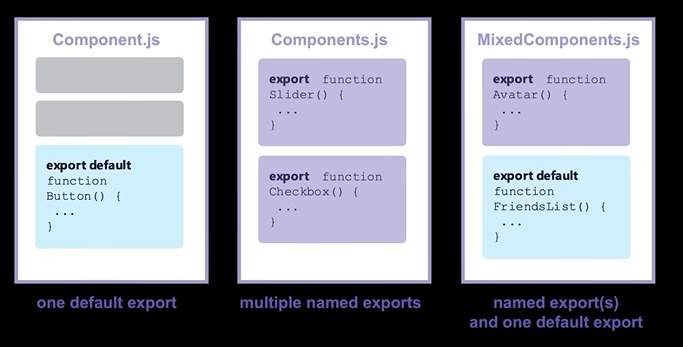 Component.js
export default
function
Button() {
...
}
one default export
Components.js
export function
Slider() {
...
}
export function
Checkbox() {
...
}
multiple named exports
MixedComponents.js
export function
Avatar() {
...
}
export default
function
FriendsList() {
...
}
named export(s)
and one default export